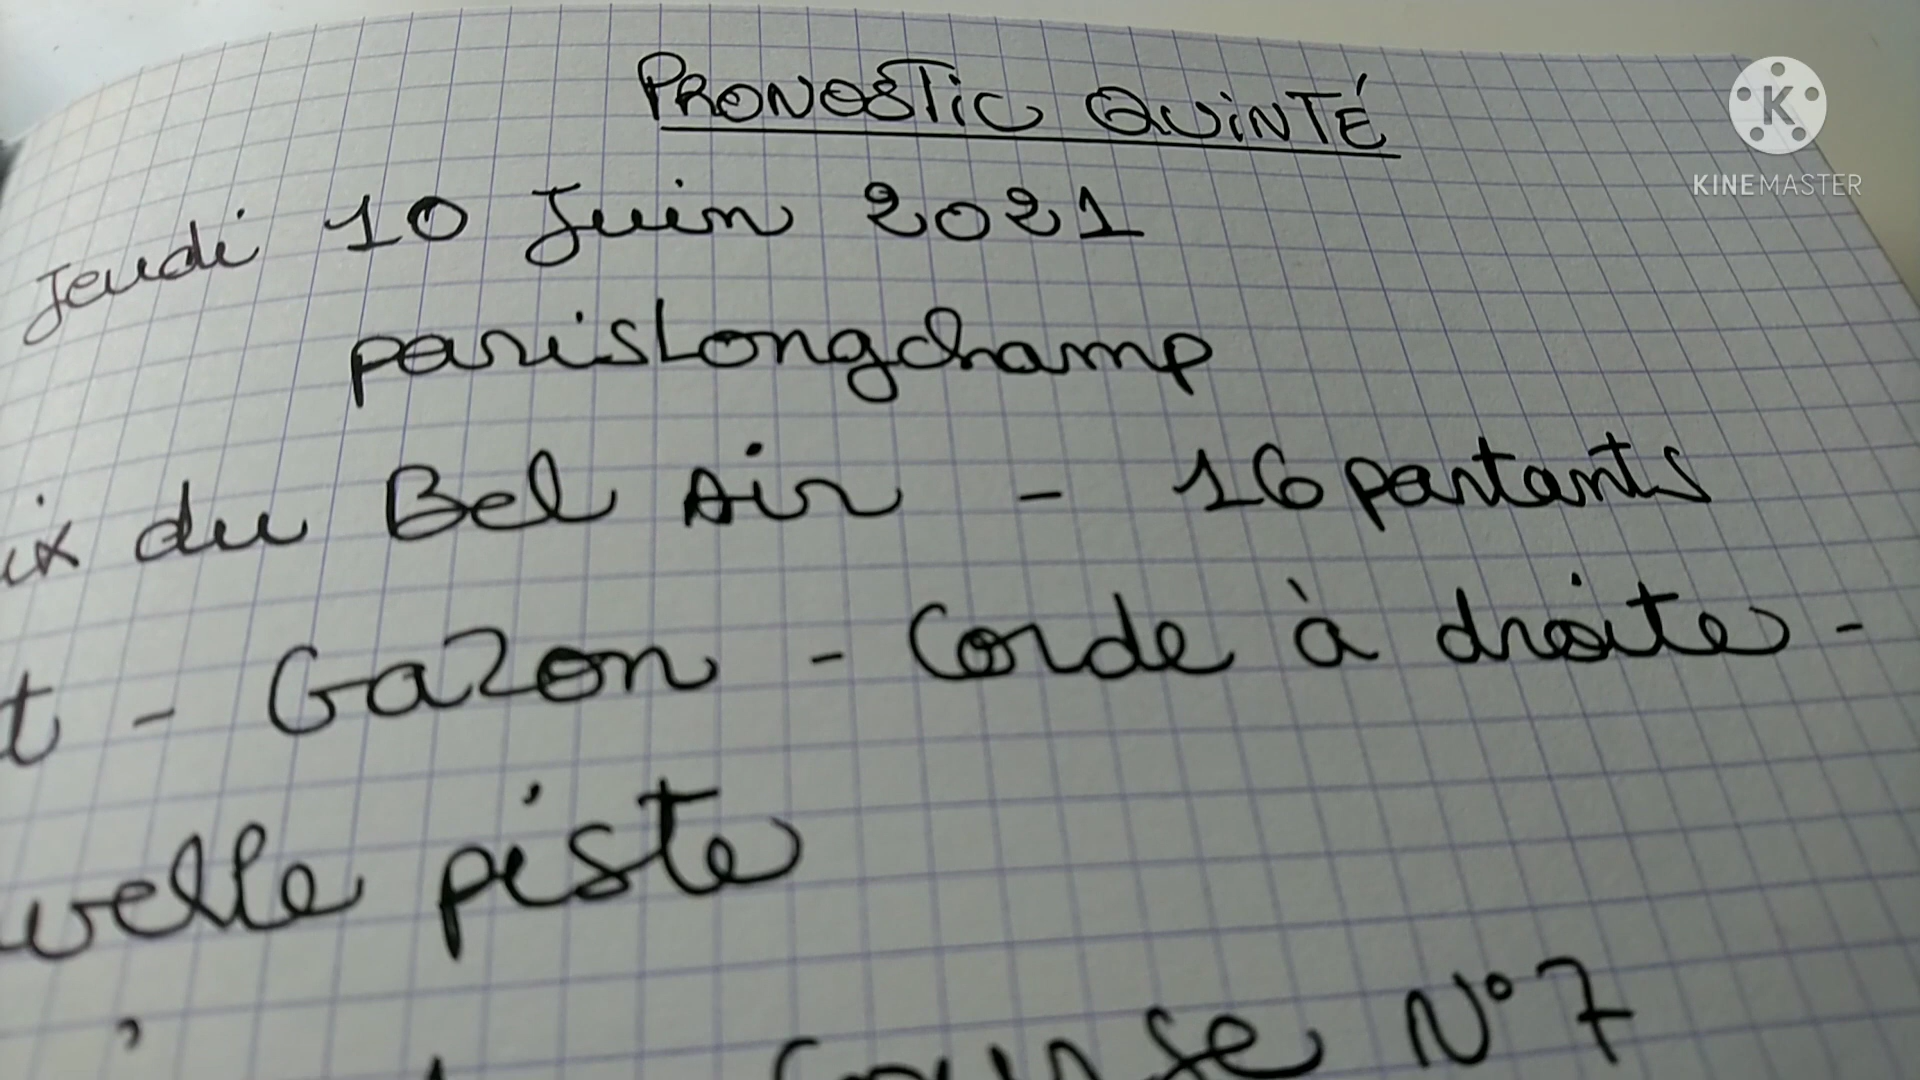 PRONOSTIC QUINTÉ
KINEMASTER
Jeudi 10 Juin 2021
parisLongchamp
ix du Bel Air - 16 partants
t - Gazon - Corde à droite -
velle piste
Course N°7